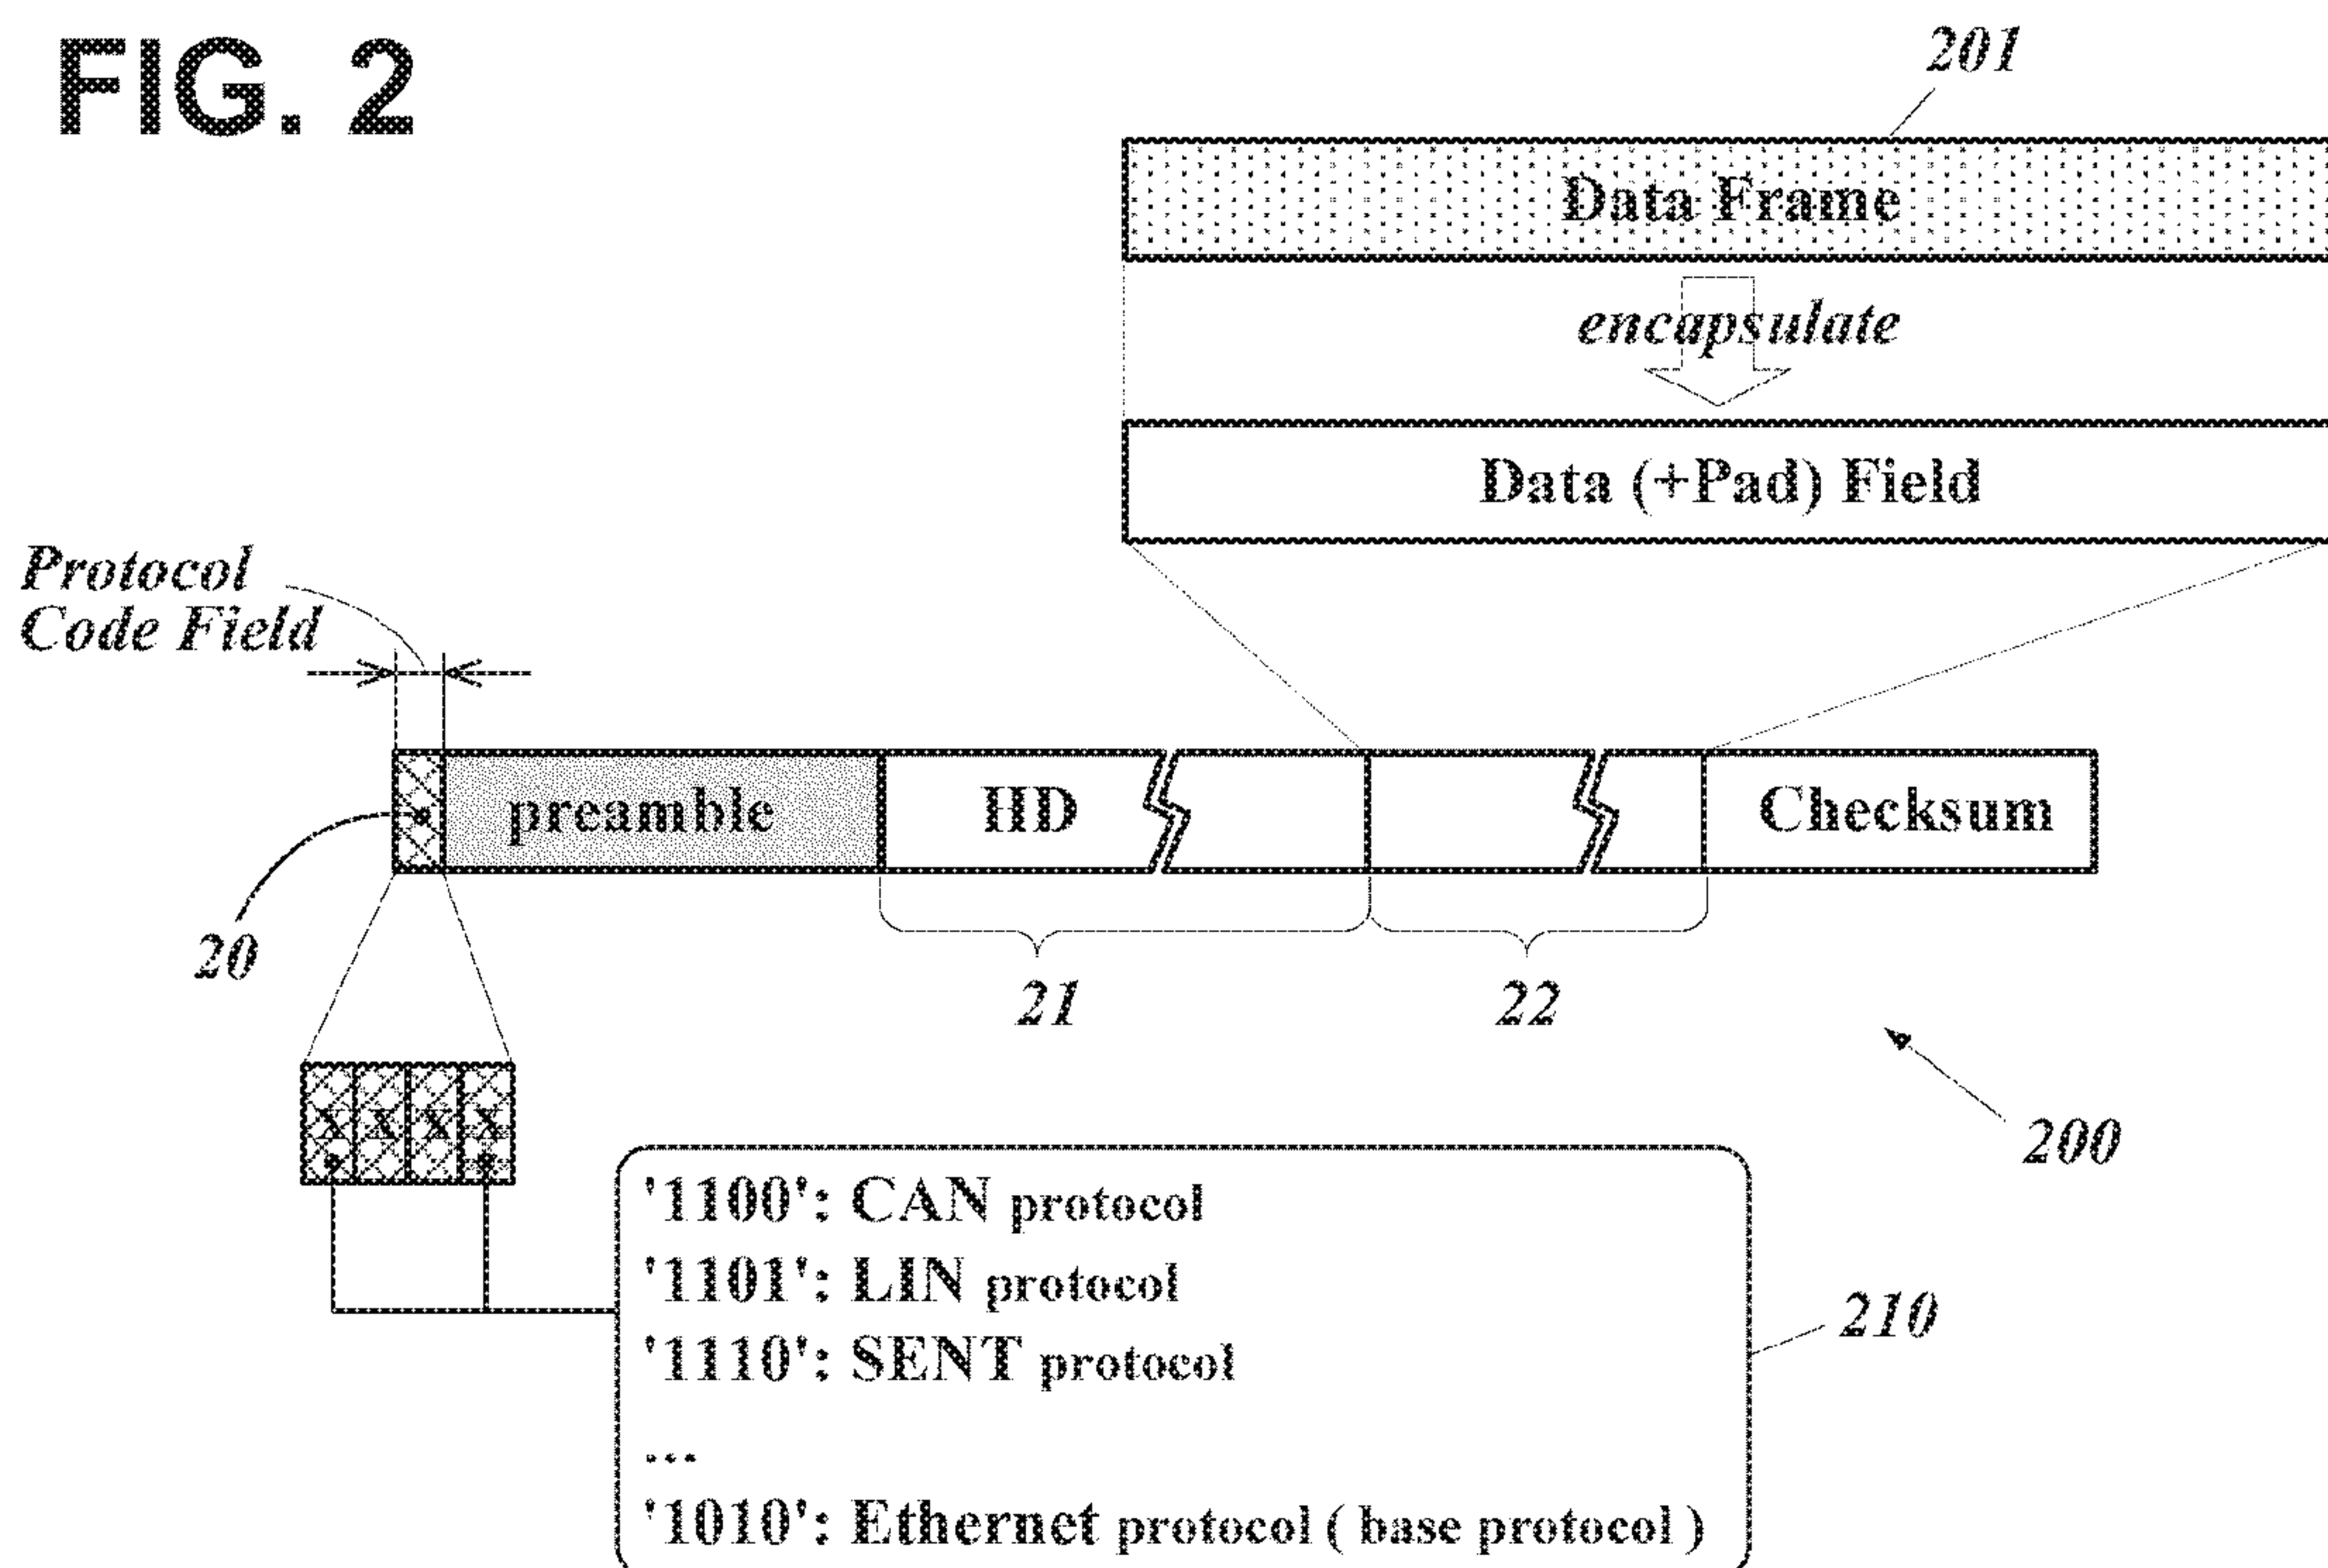 FIG. 2
201
Data Frame
encapsulate
Data (+Pad) Field
Protocol
Code Field
preamble
HD
Checksum
20
21
22
200
X X X X
'1100': CAN protocol
'1101': LIN protocol
'1110': SENT protocol
...
'1010': Ethernet protocol ( base protocol )
210